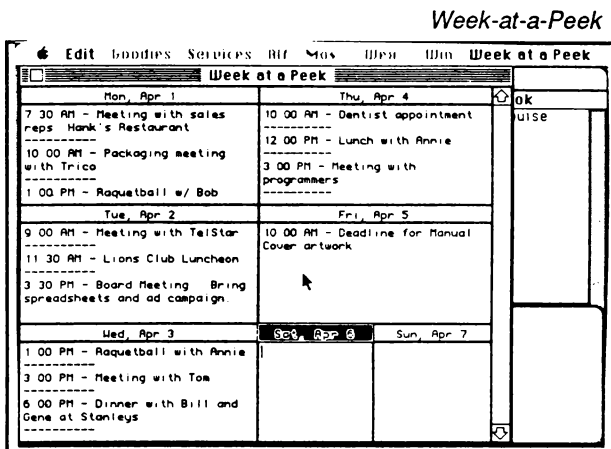 Week-at-a-Peek
Edit Goodies Services Week at a Peek
Week at a Peek
Mon, Apr 1
7 30 AM - Meeting with sales
reps Hank's Restaurant
----------
10 00 AM - Packaging meeting
with Trico
----------
1 00 PM - Raquetball w/ Bob
Thu, Apr 4
10 00 AM - Dentist appointment
----------
12 00 PM - Lunch with Annie
----------
3 00 PM - Meeting with
programmers
----------
Tue, Apr 2
9 00 AM - Meeting with TelStar
----------
11 30 AM - Lions Club Luncheon
----------
3 30 PM - Board Meeting Bring
spreadsheets and ad campaign.
Fri, Apr 5
10 00 AM - Deadline for Manual
Cover artwork
Wed, Apr 3
1 00 PM - Raquetball with Annie
----------
3 00 PM - Meeting with Tom
----------
6 00 PM - Dinner with Bill and
Gene at Stanleys
----------
Sat, Apr 6
Sun, Apr 7
ok